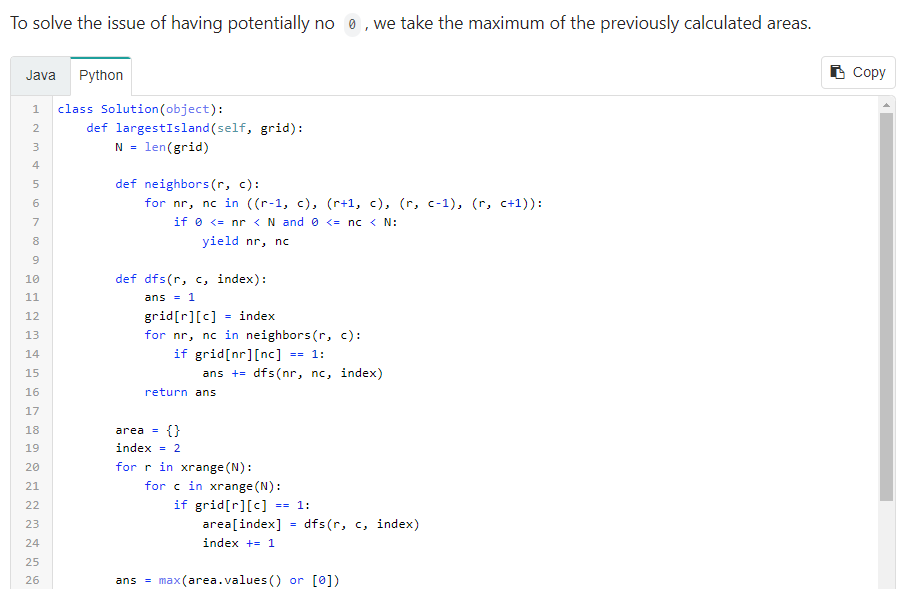 To solve the issue of having potentially no 0, we take the maximum of the previously calculated areas.
Java Python Copy
1 class Solution(object):
2     def largestIsland(self, grid):
3         N = len(grid)
4
5         def neighbors(r, c):
6             for nr, nc in ((r-1, c), (r+1, c), (r, c-1), (r, c+1)):
7                 if 0 <= nr < N and 0 <= nc < N:
8                     yield nr, nc
9
10         def dfs(r, c, index):
11             ans = 1
12             grid[r][c] = index
13             for nr, nc in neighbors(r, c):
14                 if grid[nr][nc] == 1:
15                     ans += dfs(nr, nc, index)
16             return ans
17
18         area = {}
19         index = 2
20         for r in xrange(N):
21             for c in xrange(N):
22                 if grid[r][c] == 1:
23                     area[index] = dfs(r, c, index)
24                     index += 1
25
26         ans = max(area.values() or [0])